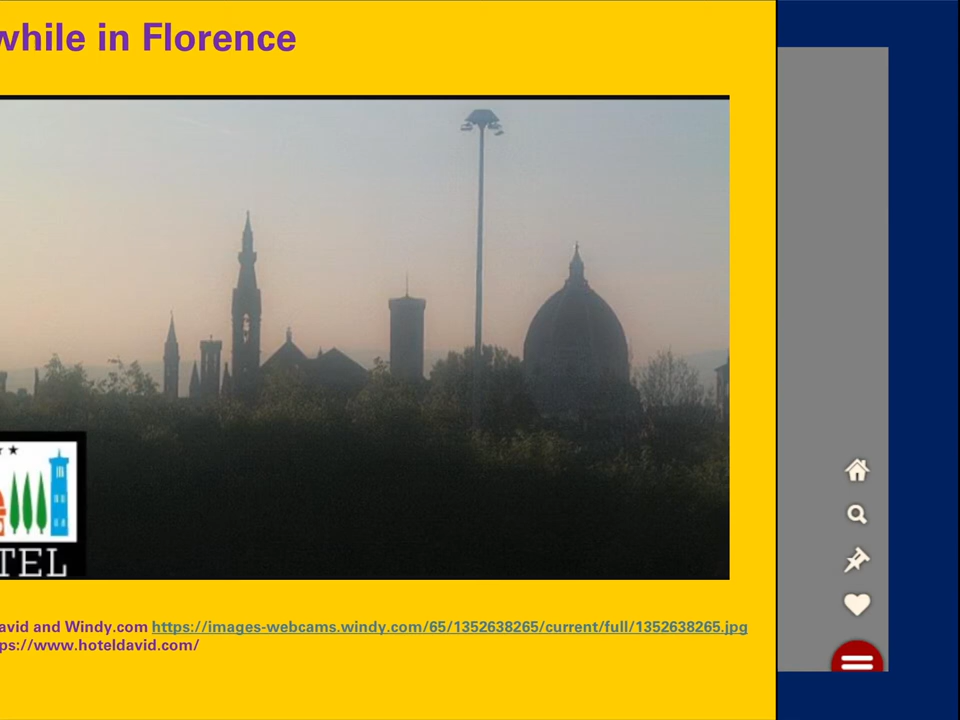 while in Florence
TEL
avid and Windy.com https://images-webcams.windy.com/65/1352638265/current/full/1352638265.jpg
ps://www.hoteldavid.com/